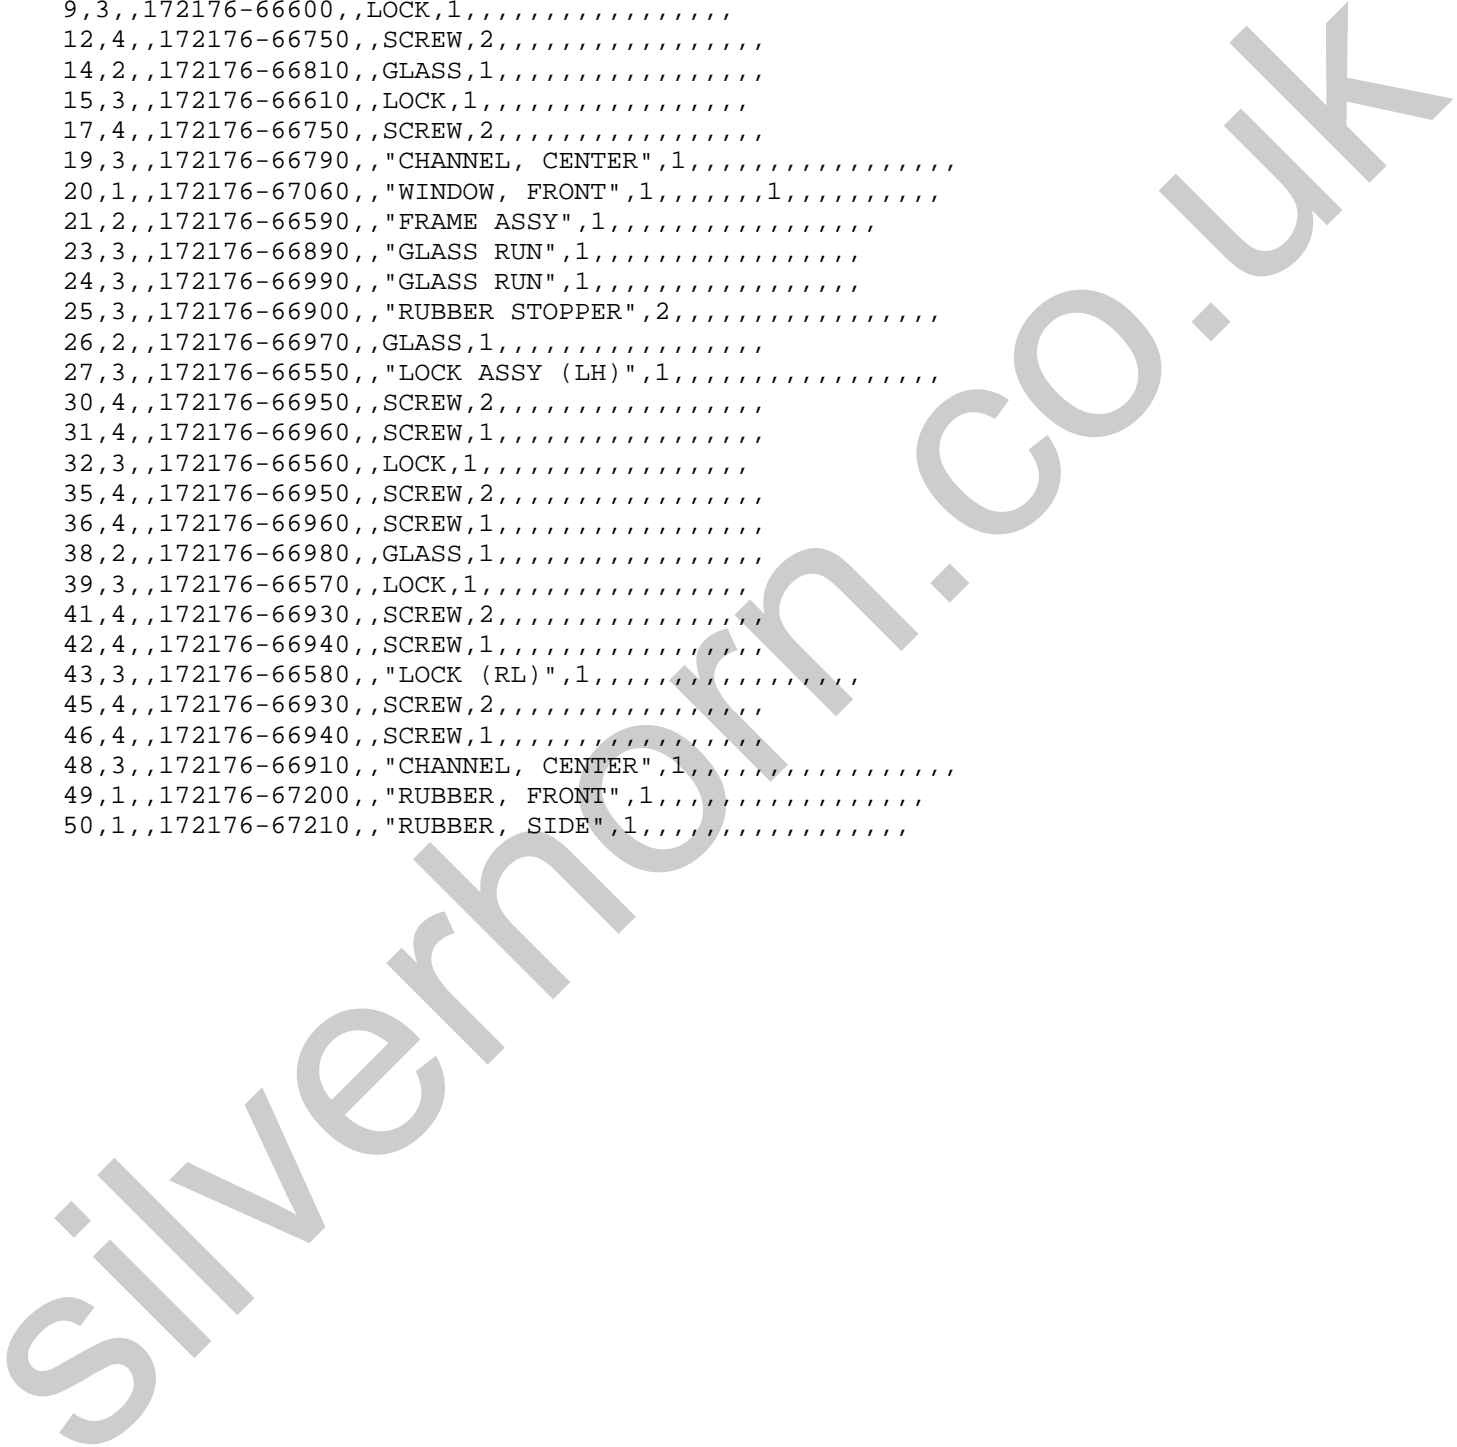 9,3,,172176-66600,,LOCK,1,,,,,,,,,,,,,,,,,
12,4,,172176-66750,,SCREW,2,,,,,,,,,,,,,,,,,
14,2,,172176-66810,,GLASS,1,,,,,,,,,,,,,,,,,
15,3,,172176-66610,,LOCK,1,,,,,,,,,,,,,,,,,
17,4,,172176-66750,,SCREW,2,,,,,,,,,,,,,,,,,
19,3,,172176-66790,,"CHANNEL, CENTER",1,,,,,,,,,,,,,,,,,
20,1,,172176-67060,,"WINDOW, FRONT",1,,,,,,,1,,,,,,,,,,
21,2,,172176-66590,,"FRAME ASSY",1,,,,,,,,,,,,,,,,,
23,3,,172176-66890,,"GLASS RUN",1,,,,,,,,,,,,,,,,,
24,3,,172176-66990,,"GLASS RUN",1,,,,,,,,,,,,,,,,,
25,3,,172176-66900,,"RUBBER STOPPER",2,,,,,,,,,,,,,,,,,
26,2,,172176-66970,,GLASS,1,,,,,,,,,,,,,,,,,
27,3,,172176-66550,,"LOCK ASSY (LH)",1,,,,,,,,,,,,,,,,,
30,4,,172176-66950,,SCREW,2,,,,,,,,,,,,,,,,,
31,4,,172176-66960,,SCREW,1,,,,,,,,,,,,,,,,,
32,3,,172176-66560,,LOCK,1,,,,,,,,,,,,,,,,,
35,4,,172176-66950,,SCREW,2,,,,,,,,,,,,,,,,,
36,4,,172176-66960,,SCREW,1,,,,,,,,,,,,,,,,,
38,2,,172176-66980,,GLASS,1,,,,,,,,,,,,,,,,,
39,3,,172176-66570,,LOCK,1,,,,,,,,,,,,,,,,,
41,4,,172176-66930,,SCREW,2,,,,,,,,,,,,,,,,,
42,4,,172176-66940,,SCREW,1,,,,,,,,,,,,,,,,,
43,3,,172176-66580,,"LOCK (RL)",1,,,,,,,,,,,,,,,,,
45,4,,172176-66930,,SCREW,2,,,,,,,,,,,,,,,,,
46,4,,172176-66940,,SCREW,1,,,,,,,,,,,,,,,,,
48,3,,172176-66910,,"CHANNEL, CENTER",1,,,,,,,,,,,,,,,,,
49,1,,172176-67200,,"RUBBER, FRONT",1,,,,,,,,,,,,,,,,,
50,1,,172176-67210,,"RUBBER, SIDE",1,,,,,,,,,,,,,,,,,
silverhorn.co.uk